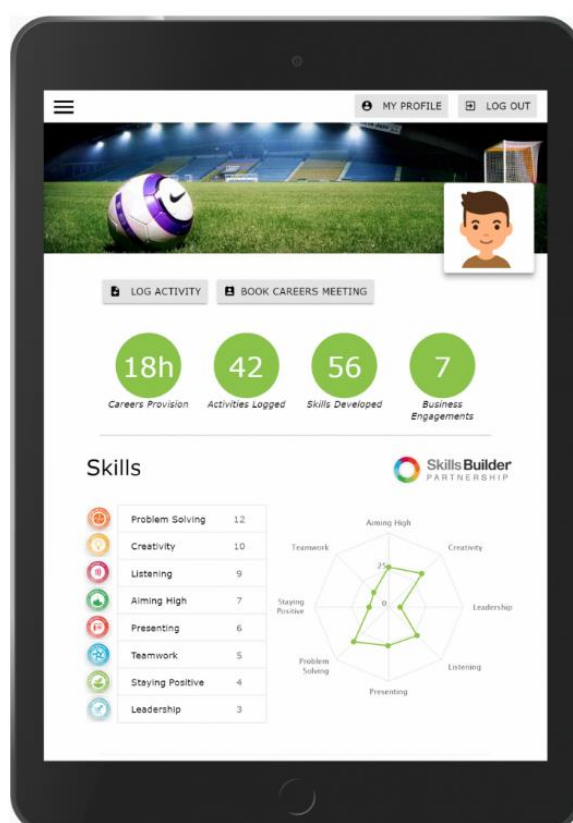 MY PROFILE
LOG OUT
LOG ACTIVITY
BOOK CAREERS MEETING
18h
42
56
7
Careers Provision
Activities Logged
Skills Developed
Business
Engagements
Skills
Skills Builder
PARTNERSHIP
Problem Solving 12
Creativity 10
Listening 9
Aiming High 7
Presenting 6
Teamwork 5
Staying Positive 4
Leadership 3
Aiming High
Teamwork
Creativity
25
Staying
Positive
0
Leadership
Problem
Solving
Listening
Presenting